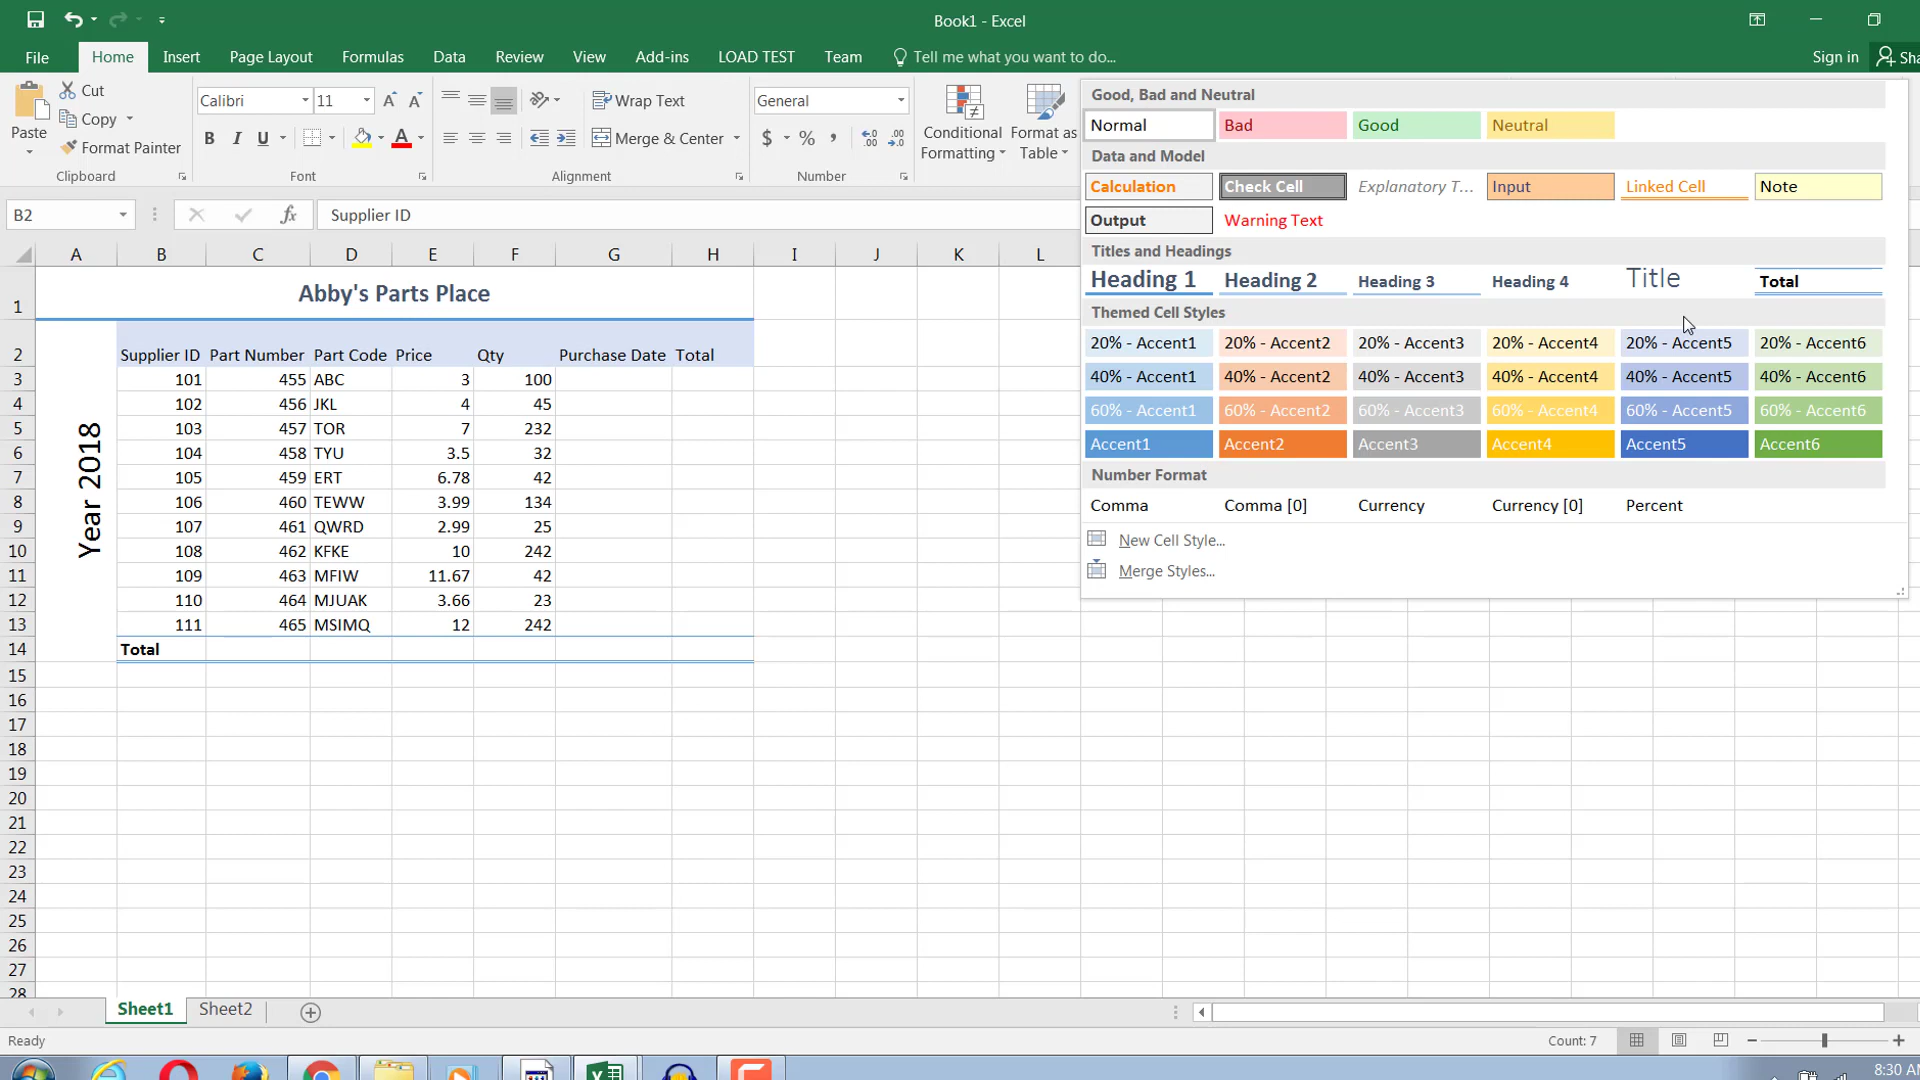 Book1 - Excel
File Home Insert Page Layout Formulas Data Review View Add-ins LOAD TEST Team Tell me what you want to do... Sign in Sha
Paste Cut Copy Format Painter Clipboard
Calibri 11 A A B I U A Font
Wrap Text Merge & Center Alignment
General $ % , Number
Conditional Formatting Format as Table
Good, Bad and Neutral
Normal Bad Good Neutral
Data and Model
Calculation Check Cell Explanatory T... Input Linked Cell Note
Output Warning Text
Titles and Headings
Heading 1 Heading 2 Heading 3 Heading 4 Title Total
Themed Cell Styles
20% - Accent1 20% - Accent2 20% - Accent3 20% - Accent4 20% - Accent5 20% - Accent6
40% - Accent1 40% - Accent2 40% - Accent3 40% - Accent4 40% - Accent5 40% - Accent6
60% - Accent1 60% - Accent2 60% - Accent3 60% - Accent4 60% - Accent5 60% - Accent6
Accent1 Accent2 Accent3 Accent4 Accent5 Accent6
Number Format
Comma Comma [0] Currency Currency [0] Percent
New Cell Style...
Merge Styles...
B2 fx Supplier ID
A B C D E F G H I J K L
1 Abby's Parts Place
2 Supplier ID Part Number Part Code Price Qty Purchase Date Total
Year 2018
3 101 455 ABC 3 100
4 102 456 JKL 4 45
5 103 457 TOR 7 232
6 104 458 TYU 3.5 32
7 105 459 ERT 6.78 42
8 106 460 TEWW 3.99 134
9 107 461 QWRD 2.99 25
10 108 462 KFKE 10 242
11 109 463 MFIW 11.67 42
12 110 464 MJUAK 3.66 23
13 111 465 MSIMQ 12 242
14 Total
15
16
17
18
19
20
21
22
23
24
25
26
27
28
Sheet1 Sheet2
Ready Count: 7
8:30 AM